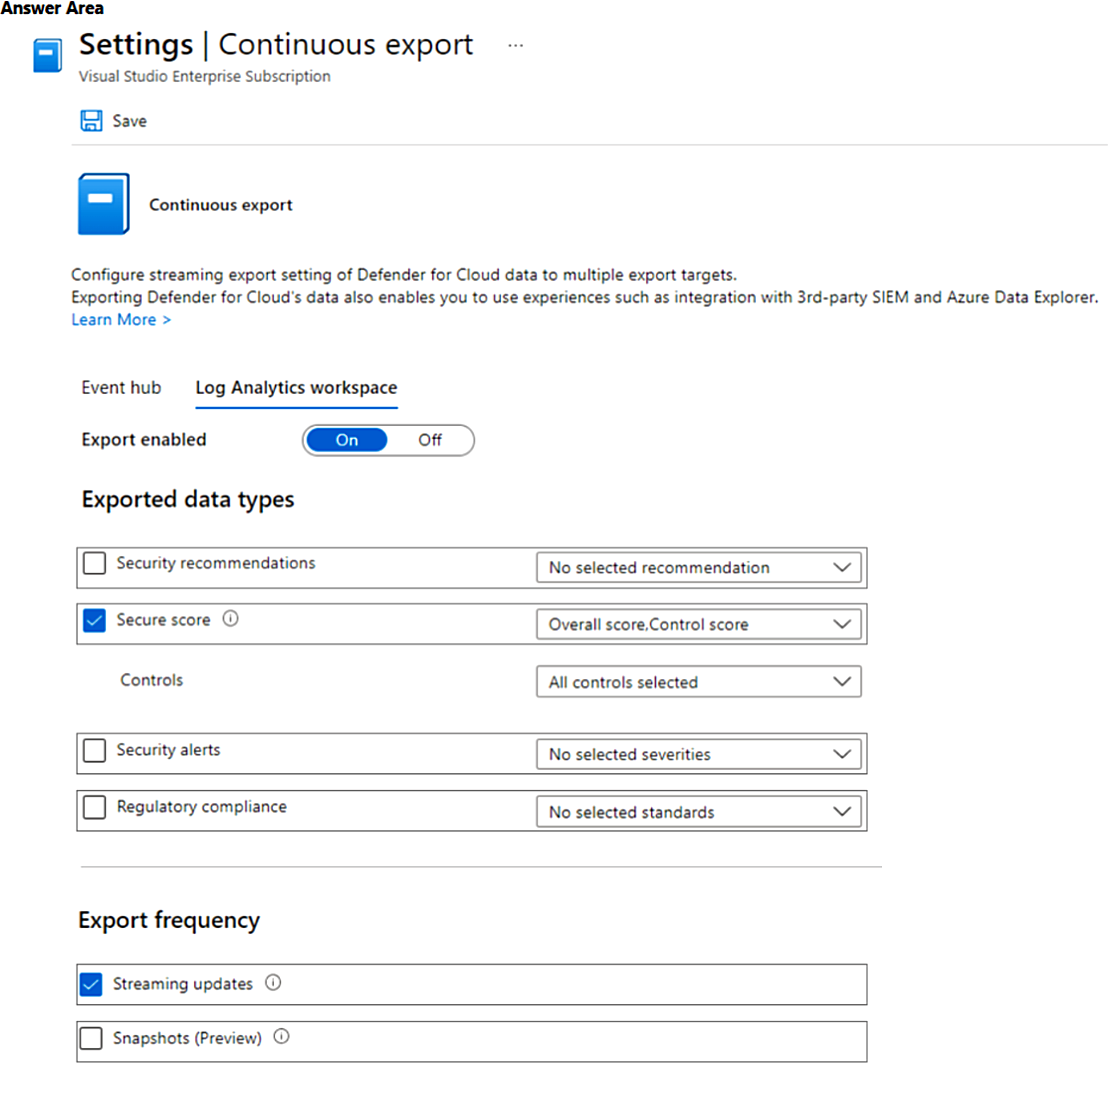 Answer Area
Settings | Continuous export ...
Visual Studio Enterprise Subscription
Save
Continuous export
Configure streaming export setting of Defender for Cloud data to multiple export targets.
Exporting Defender for Cloud's data also enables you to use experiences such as integration with 3rd-party SIEM and Azure Data Explorer.
Learn More >
Event hub Log Analytics workspace
Export enabled On Off
Exported data types
Security recommendations No selected recommendation
Secure score Overall score,Control score
Controls All controls selected
Security alerts No selected severities
Regulatory compliance No selected standards
Export frequency
Streaming updates
Snapshots (Preview)